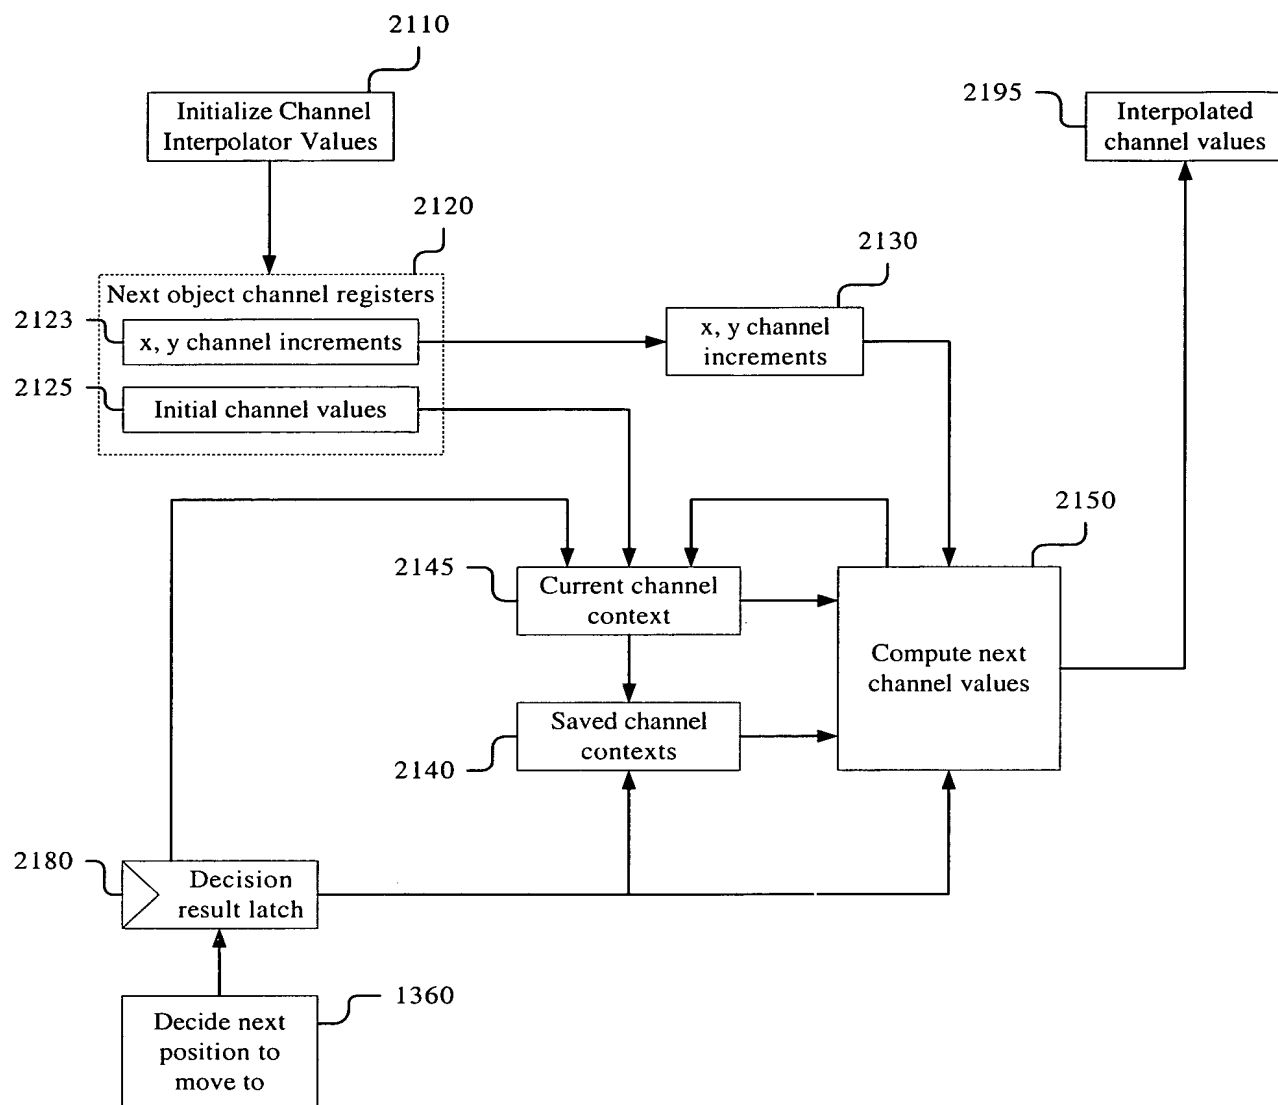 2110
Initialize Channel
Interpolator Values
2195
Interpolated
channel values
2120
Next object channel registers
2123
x, y channel increments
2125
Initial channel values
2130
x, y channel
increments
2150
2145
Current channel
context
Compute next
channel values
Saved channel
contexts
2140
2180
Decision
result latch
1360
Decide next
position to
move to